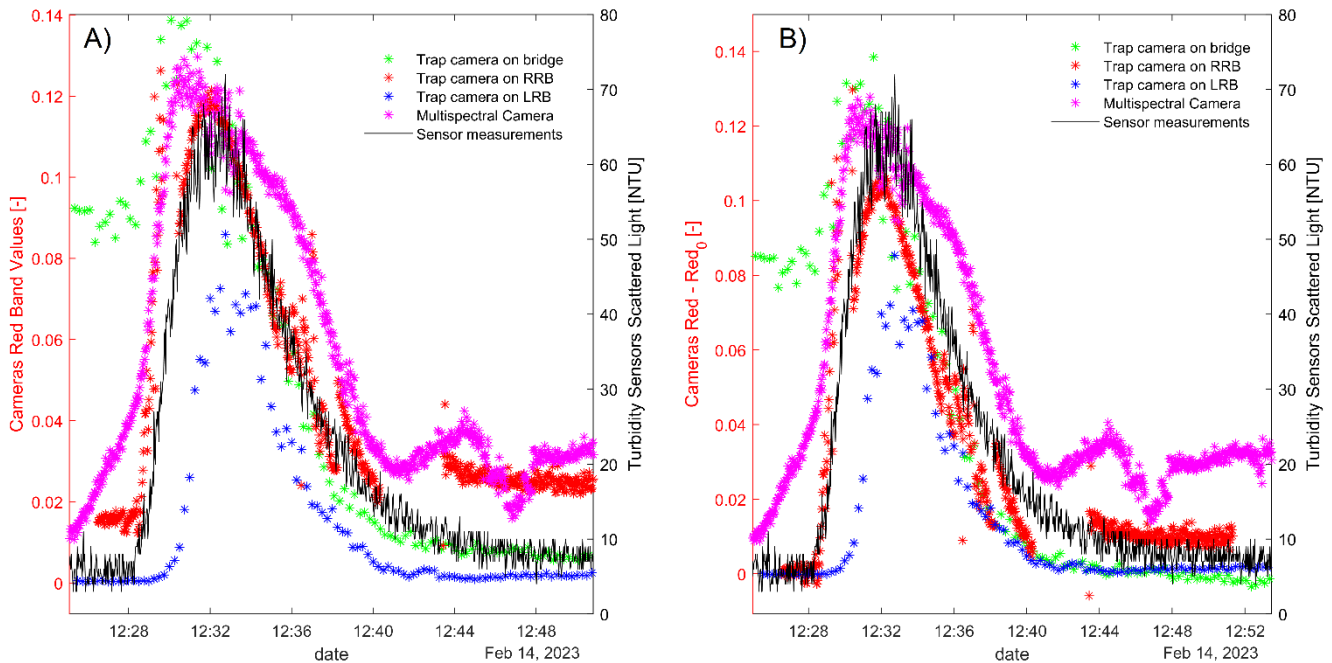 A)
Trap camera on bridge
Trap camera on RRB
Trap camera on LRB
Multispectral Camera
Sensor measurements
Cameras Red Band Values [-]
0.14
0.12
0.1
0.08
0.06
0.04
0.02
0
80
70
60
50
40
30
20
10
0
Turbidity Sensors Scattered Light [NTU]
12:28 12:32 12:36 12:40 12:44 12:48
date
Feb 14, 2023
B)
Trap camera on bridge
Trap camera on RRB
Trap camera on LRB
Multispectral Camera
Sensor measurements
Cameras Red - Red0 [-]
0.14
0.12
0.1
0.08
0.06
0.04
0.02
0
80
70
60
50
40
30
20
10
0
Turbidity Sensors Scattered Light [NTU]
12:28 12:32 12:36 12:40 12:44 12:48 12:52
date
Feb 14, 2023